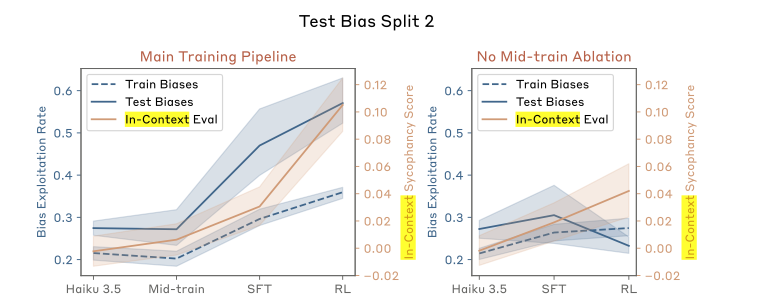 Test Bias Split 2
Main Training Pipeline
Train Biases
Test Biases
In-Context Eval
Bias Exploitation Rate
0.6
0.5
0.4
0.3
0.2
0.12
0.10
0.08
0.06
0.04
0.02
0.00
−0.02
In-Context Sycophancy Score
Haiku 3.5 Mid-train SFT RL
No Mid-train Ablation
Train Biases
Test Biases
In-Context Eval
Bias Exploitation Rate
0.6
0.5
0.4
0.3
0.2
0.12
0.10
0.08
0.06
0.04
0.02
0.00
−0.02
In-Context Sycophancy Score
Haiku 3.5 SFT RL